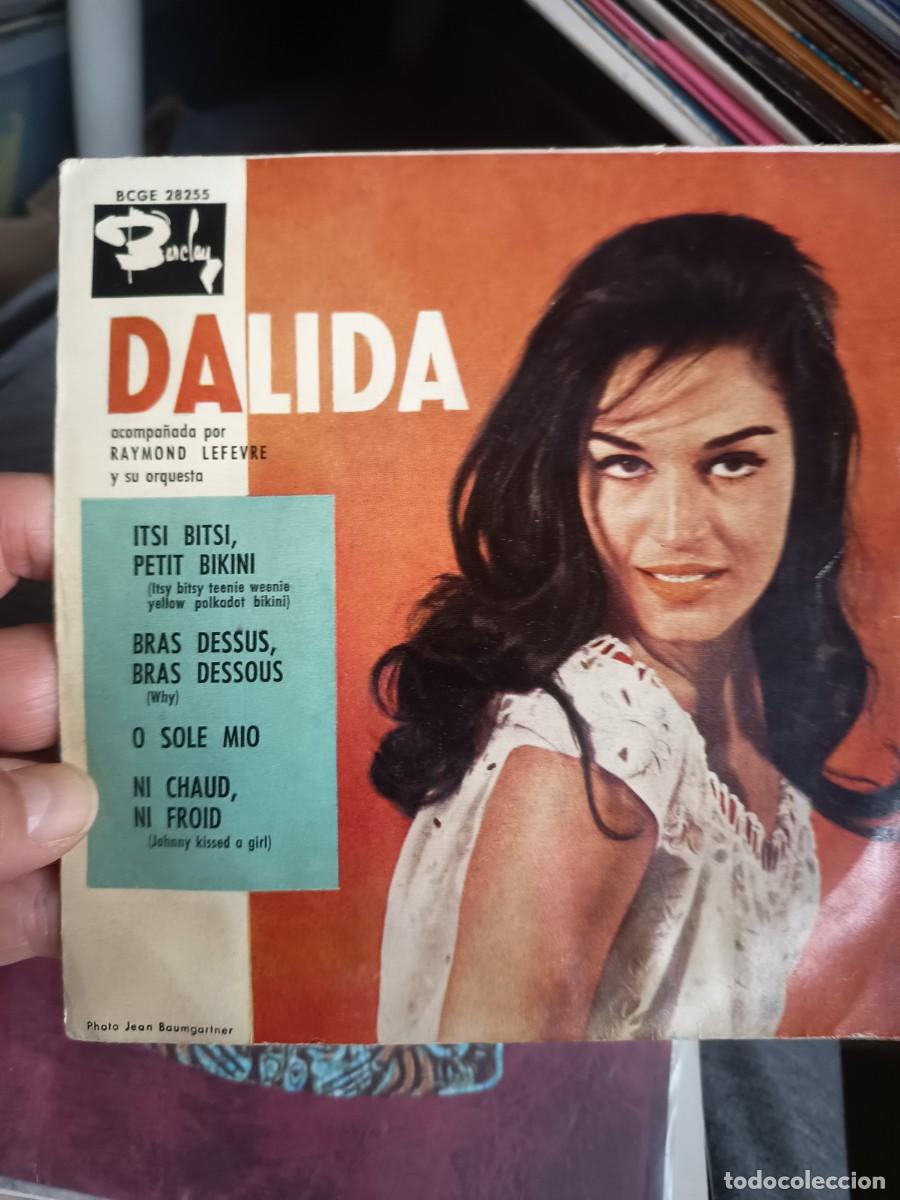 BCGE 28255
Barclay
DALIDA
acompañada por
RAYMOND LEFEVRE
y su orquesta
ITSI BITSI,
PETIT BIKINI
(Itsy bitsy teenie weenie
yellow polkadot bikini)
BRAS DESSUS,
BRAS DESSOUS
(Why)
O SOLE MIO
NI CHAUD,
NI FROID
(Johnny kissed a girl)
Photo Jean Baumgartner
todocoleccion